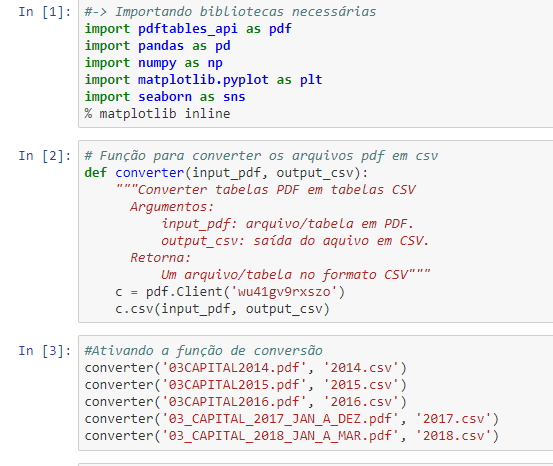 In [1]: #-> Importando bibliotecas necessárias
import pdftables_api as pdf
import pandas as pd
import numpy as np
import matplotlib.pyplot as plt
import seaborn as sns
% matplotlib inline
In [2]: # Função para converter os arquivos pdf em csv
def converter(input_pdf, output_csv):
"""Converter tabelas PDF em tabelas CSV
Argumentos:
input_pdf: arquivo/tabela em PDF.
output_csv: saída do aquivo em CSV.
Retorna:
Um arquivo/tabela no formato CSV"""
c = pdf.Client('wu41gv9rxszo')
c.csv(input_pdf, output_csv)
In [3]: #Ativando a função de conversão
converter('03CAPITAL2014.pdf', '2014.csv')
converter('03CAPITAL2015.pdf', '2015.csv')
converter('03CAPITAL2016.pdf', '2016.csv')
converter('03_CAPITAL_2017_JAN_A_DEZ.pdf', '2017.csv')
converter('03_CAPITAL_2018_JAN_A_MAR.pdf', '2018.csv')